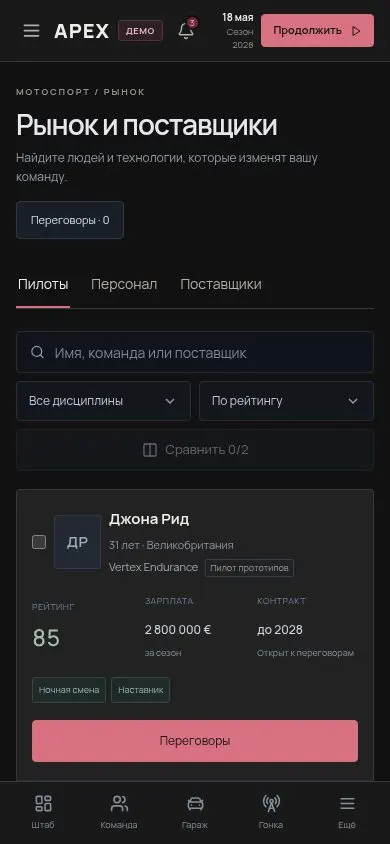 APEX
ДЕМО
3
18 мая
Сезон
2028
Продолжить
МОТОСПОРТ / РЫНОК
Рынок и поставщики
Найдите людей и технологии, которые изменят вашу
команду.
Переговоры · 0
Пилоты Персонал Поставщики
Имя, команда или поставщик
Все дисциплины По рейтингу
Сравнить 0/2
ДР
Джона Рид
31 лет · Великобритания
Vertex Endurance Пилот прототипов
РЕЙТИНГ ЗАРПЛАТА КОНТРАКТ
85 2 800 000 € до 2028
за сезон Открыт к переговорам
Ночная смена Наставник
Переговоры
Штаб Команда Гараж Гонка Ещё